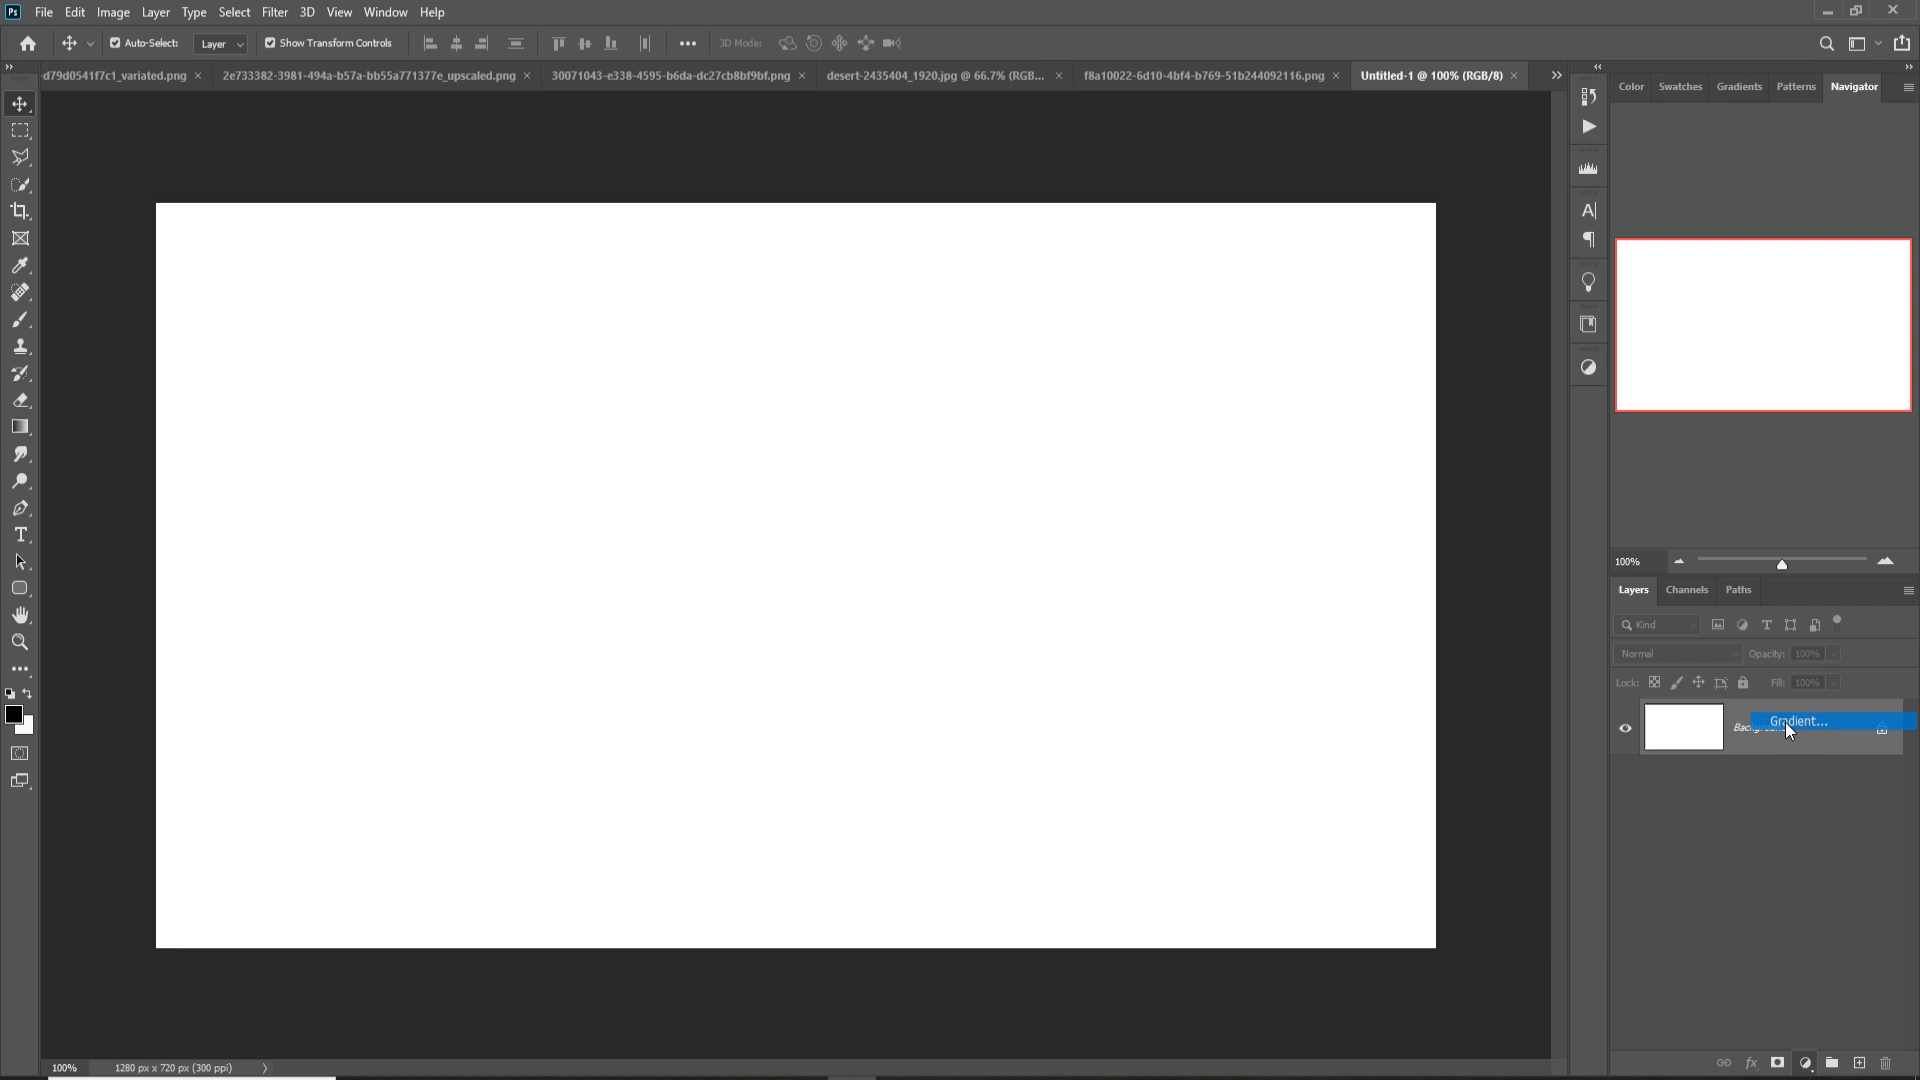 Ps File Edit Image Layer Type Select Filter 3D View Window Help
Auto-Select: Layer Show Transform Controls 3D Mode:
-d79d0541f7c1_variated.png 2e733382-3981-494a-b57a-bb55a771377e_upscaled.png 30071043-e338-4595-b6da-dc27cb8bf9bf.png desert-2435404_1920.jpg @ 66.7% (RGB... f8a10022-6d10-4bf4-b769-51b244092116.png Untitled-1 @ 100% (RGB/8)
Color Swatches Gradients Patterns Navigator
100%
Layers Channels Paths
Kind
Normal Opacity: 100%
Lock: Fill: 100%
Gradient...
100% 1280 px x 720 px (300 ppi)